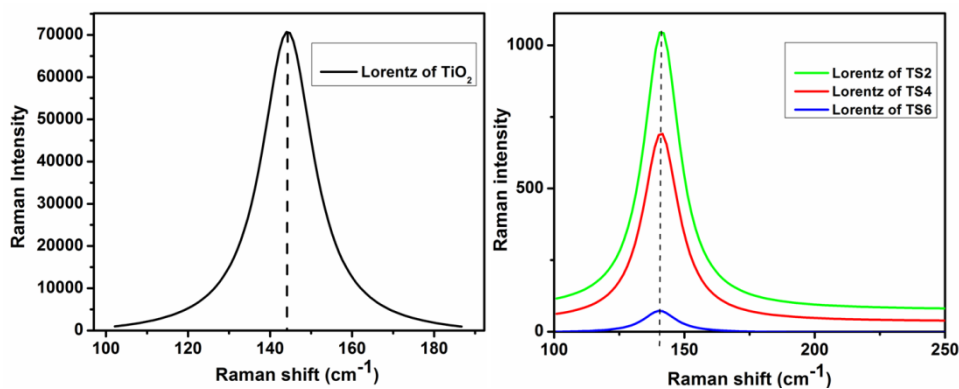 Raman Intensity
70000
60000
50000
40000
30000
20000
10000
0
100
120
140
160
180
Raman shift (cm⁻¹)
Lorentz of TiO₂
Raman intensity
1000
500
0
100
150
200
250
Raman shift (cm⁻¹)
Lorentz of TS2
Lorentz of TS4
Lorentz of TS6